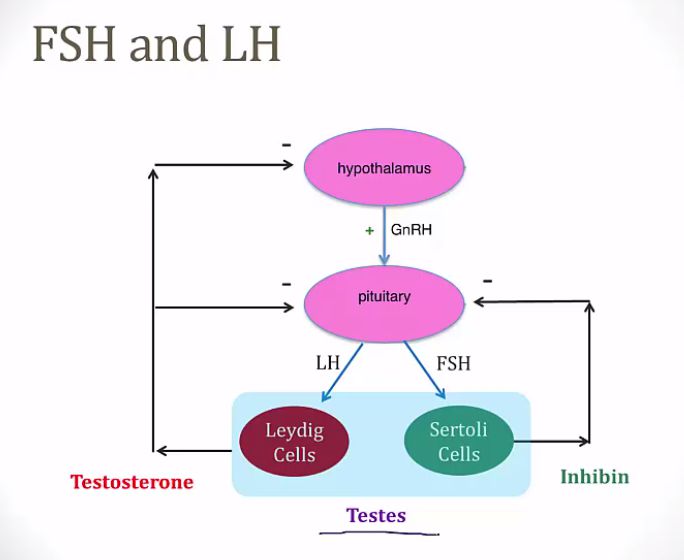 FSH and LH
-
hypothalamus
+ GnRH
-
-
pituitary
LH
FSH
Leydig
Cells
Sertoli
Cells
Testosterone
Inhibin
Testes